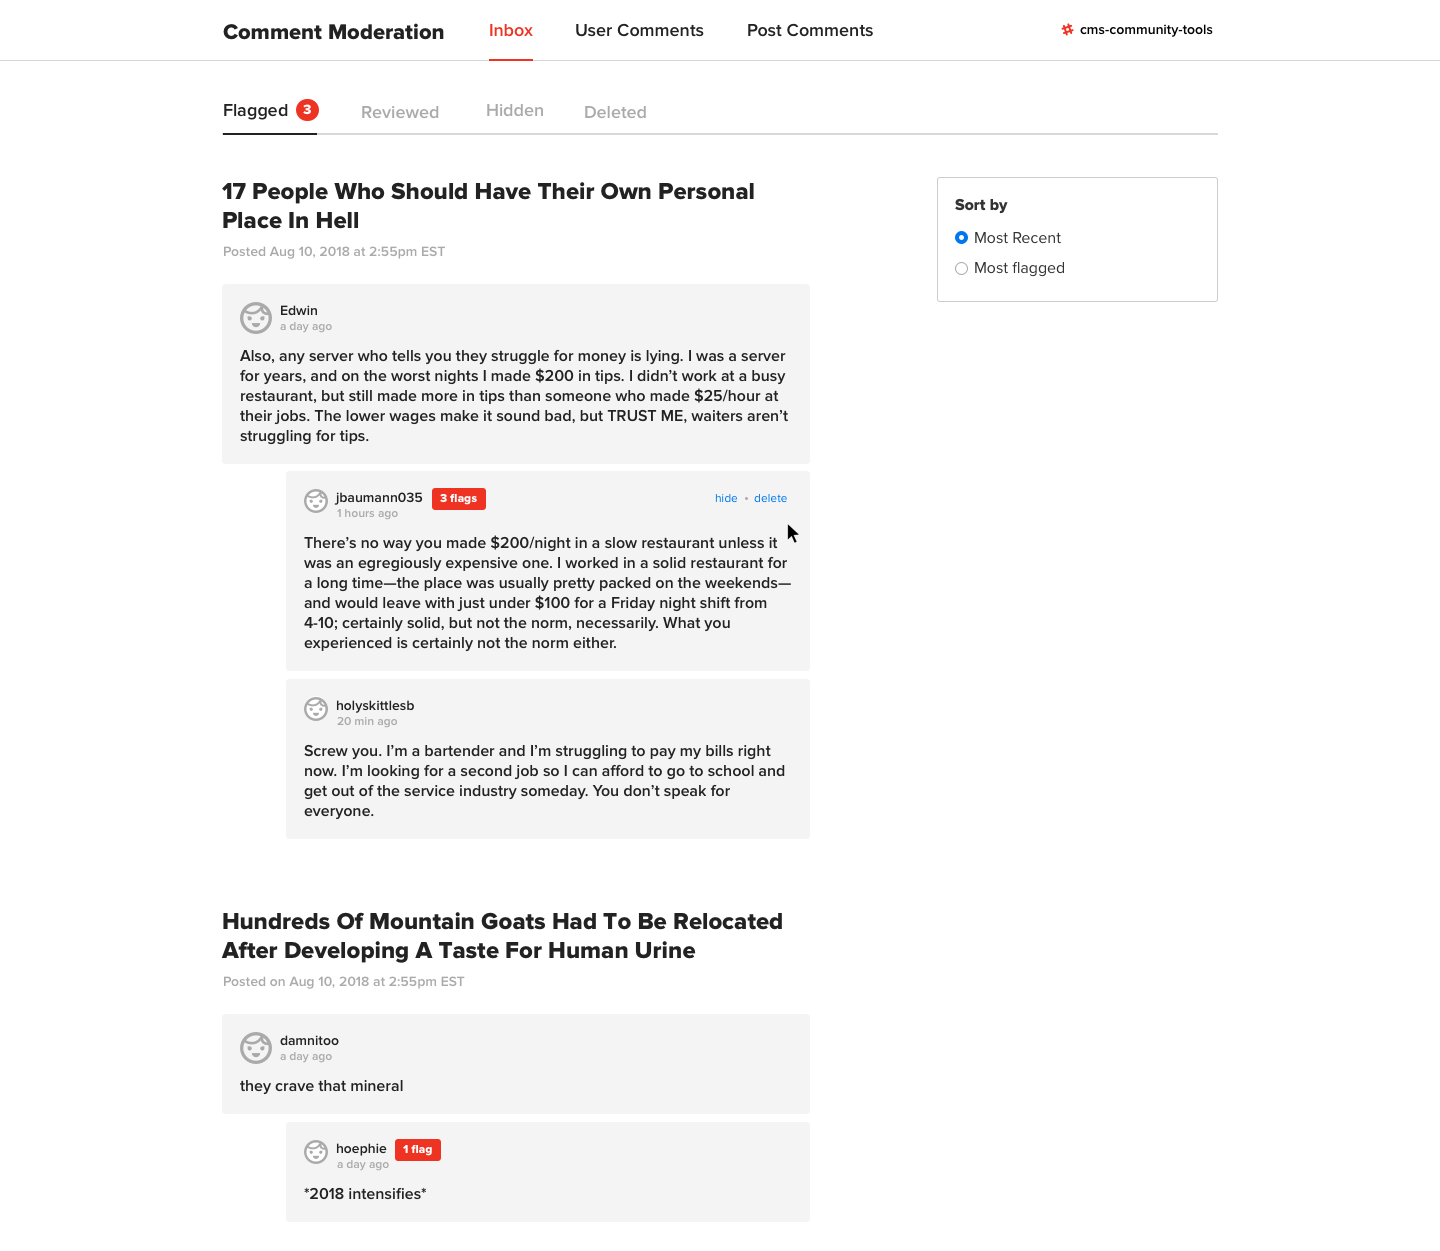 Comment Moderation Inbox User Comments Post Comments cms-community-tools
Flagged 3 Reviewed Hidden Deleted
17 People Who Should Have Their Own Personal
Place In Hell
Posted Aug 10, 2018 at 2:55pm EST
Sort by
Most Recent
Most flagged
Edwin
a day ago
Also, any server who tells you they struggle for money is lying. I was a server
for years, and on the worst nights I made $200 in tips. I didn’t work at a busy
restaurant, but still made more in tips than someone who made $25/hour at
their jobs. The lower wages make it sound bad, but TRUST ME, waiters aren’t
struggling for tips.
jbaumann035 3 flags hide • delete
1 hours ago
There’s no way you made $200/night in a slow restaurant unless it
was an egregiously expensive one. I worked in a solid restaurant for
a long time—the place was usually pretty packed on the weekends—
and would leave with just under $100 for a Friday night shift from
4-10; certainly solid, but not the norm, necessarily. What you
experienced is certainly not the norm either.
holyskittlesb
20 min ago
Screw you. I’m a bartender and I’m struggling to pay my bills right
now. I’m looking for a second job so I can afford to go to school and
get out of the service industry someday. You don’t speak for
everyone.
Hundreds Of Mountain Goats Had To Be Relocated
After Developing A Taste For Human Urine
Posted on Aug 10, 2018 at 2:55pm EST
damnitoo
a day ago
they crave that mineral
hoephie 1 flag
a day ago
*2018 intensifies*